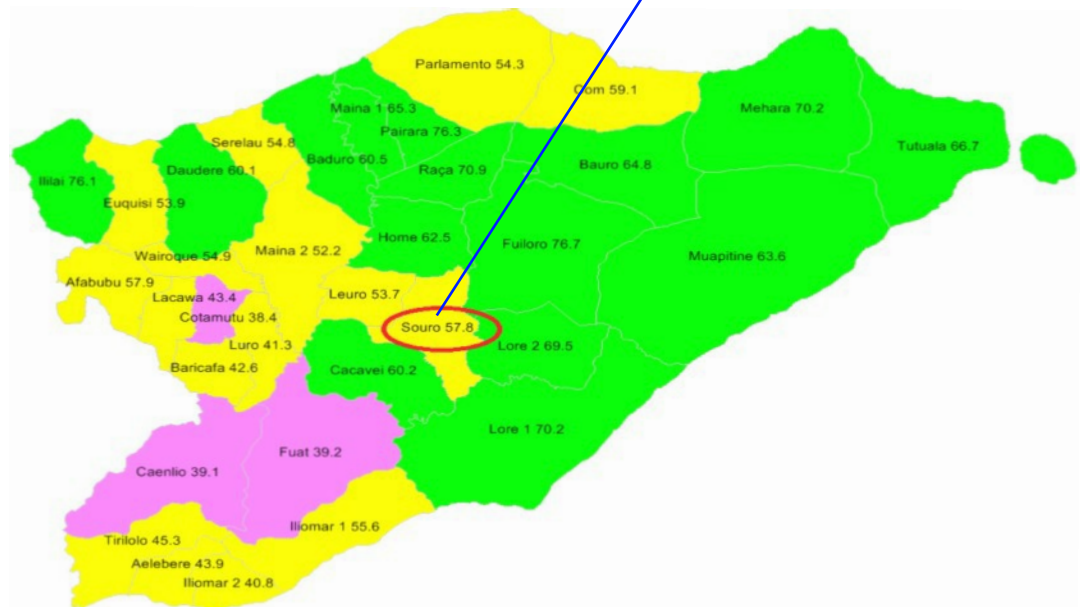 Parlamento 54.3
Com 59.1
Maina 1 65.3
Mehara 70.2
Pairara 76.3
Serelau 54.8
Tutuala 66.7
Baduro 60.5
Bauro 64.8
Daudere 60.1
Raça 70.9
Ililai 76.1
Euquisi 53.9
Home 62.5
Fuiloro 76.7
Maina 2 52.2
Wairoque 54.9
Muapitine 63.6
Afabubu 57.9
Leuro 53.7
Lacawa 43.4
Cotamutu 38.4
Souro 57.8
Luro 41.3
Lore 2 69.5
Baricafa 42.6
Cacavei 60.2
Lore 1 70.2
Fuat 39.2
Caenlio 39.1
Iliomar 1 55.6
Tirilolo 45.3
Aelebere 43.9
Iliomar 2 40.8